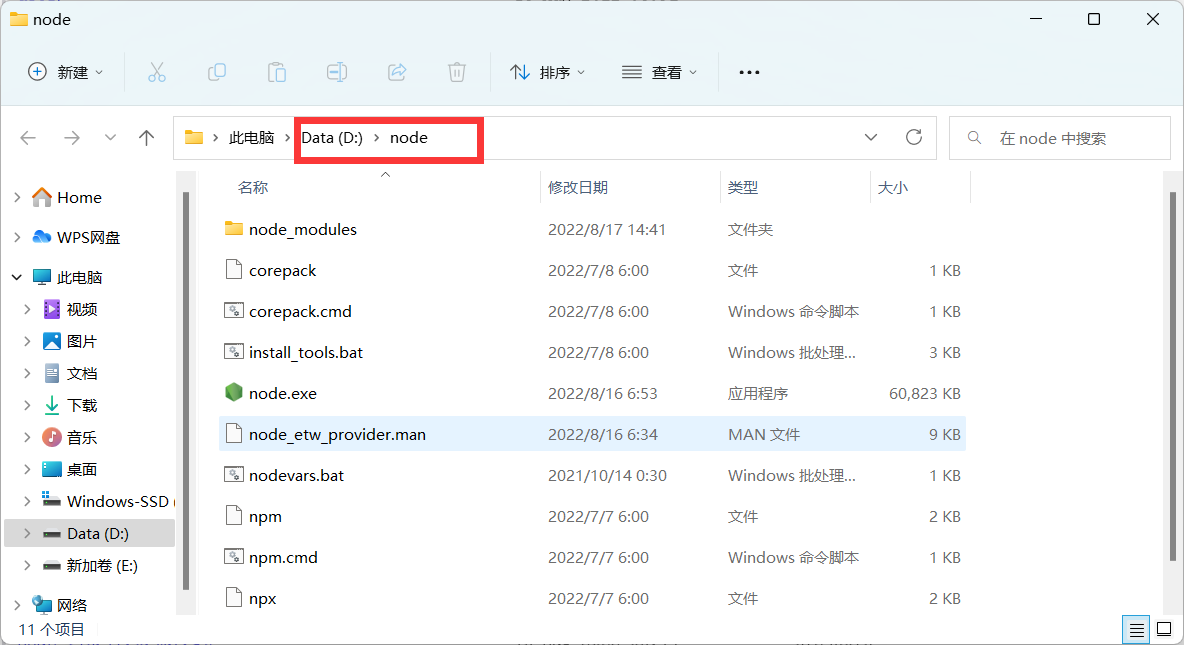 node
新建
排序
查看
此电脑 Data (D:) node
在 node 中搜索
名称 修改日期 类型 大小
Home
WPS网盘
此电脑
视频
图片
文档
下载
音乐
桌面
Windows-SSD
Data (D:)
新加卷 (E:)
网络
node_modules 2022/8/17 14:41 文件夹
corepack 2022/7/8 6:00 文件 1 KB
corepack.cmd 2022/7/8 6:00 Windows 命令脚本 1 KB
install_tools.bat 2022/7/8 6:00 Windows 批处理... 3 KB
node.exe 2022/8/16 6:53 应用程序 60,823 KB
node_etw_provider.man 2022/8/16 6:34 MAN 文件 9 KB
nodevars.bat 2021/10/14 0:30 Windows 批处理... 1 KB
npm 2022/7/7 6:00 文件 2 KB
npm.cmd 2022/7/7 6:00 Windows 命令脚本 1 KB
npx 2022/7/7 6:00 文件 2 KB
11 个项目